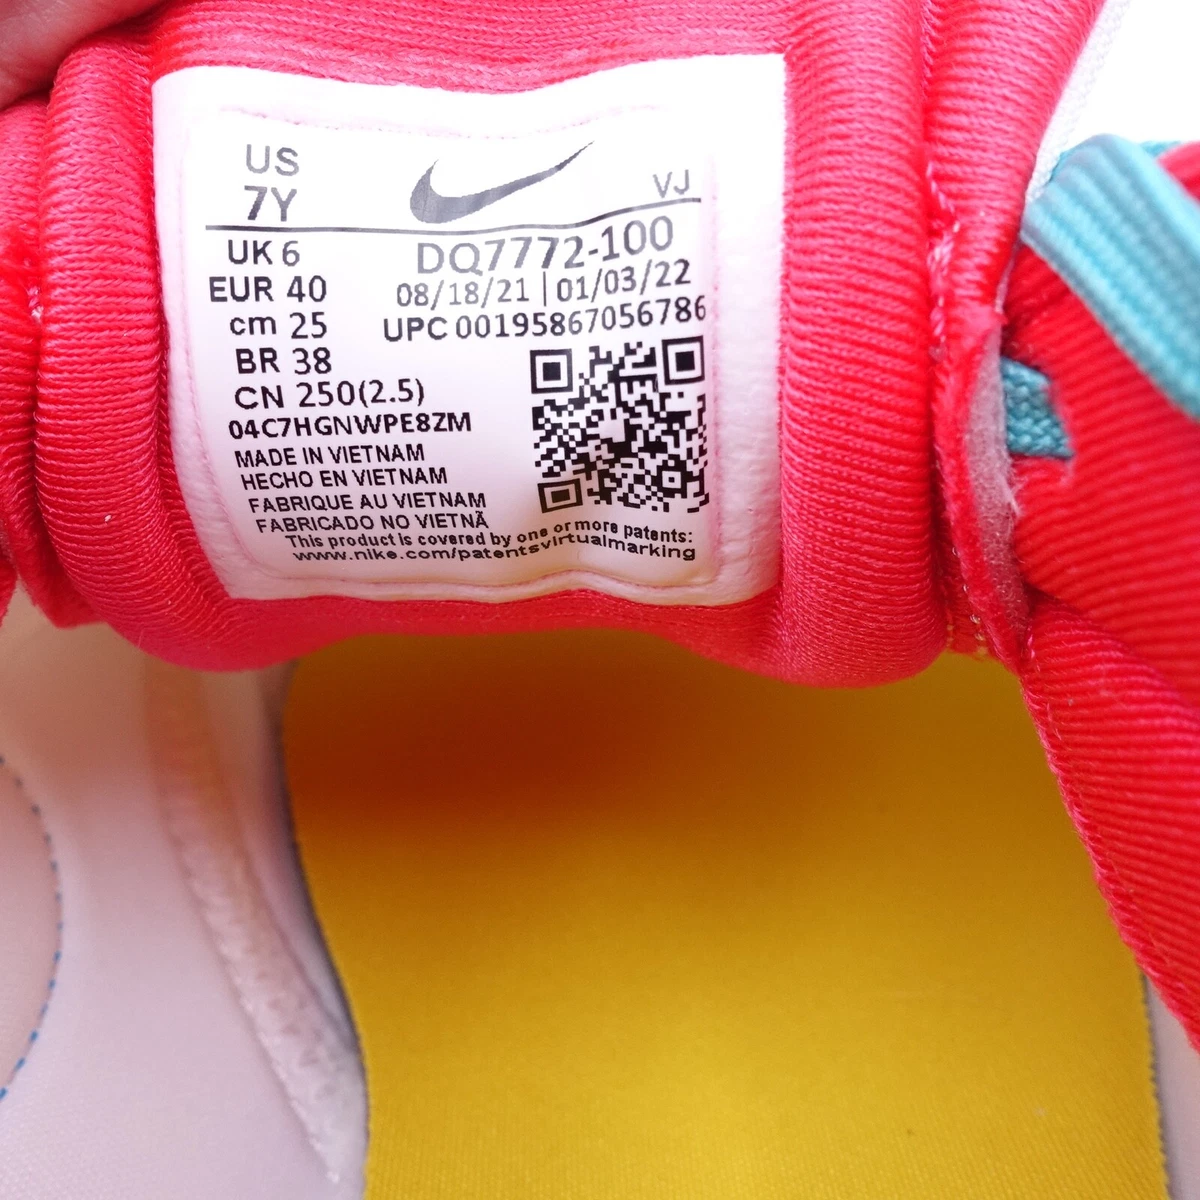 US
7Y
VJ
UK 6
DQ7772-100
EUR 40
08/18/21 | 01/03/22
cm 25
UPC 00195867056786
BR 38
CN 250(2.5)
04C7HGNWPE8ZM
MADE IN VIETNAM
HECHO EN VIETNAM
FABRIQUE AU VIETNAM
FABRICADO NO VIETNÃ
This product is covered by one or more patents:
www.nike.com/patentsvirtualmarking